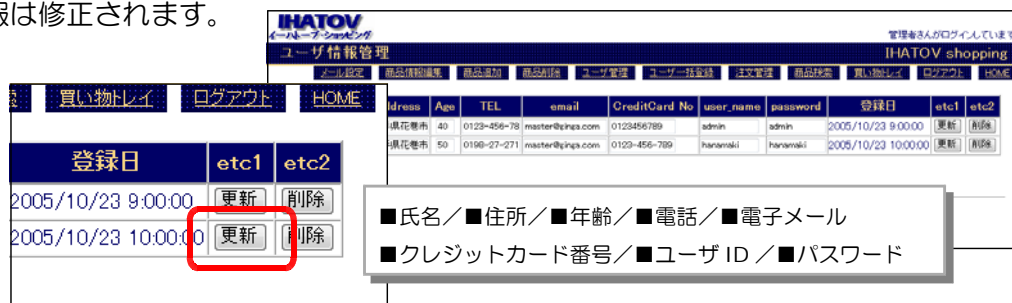 報は修正されます。
IHATOV
イーハトーブ・ショッピング
管理者さんがログインしています
ユーザ情報管理
IHATOV shopping
メール設定 商品情報編集 商品追加 商品削除 ユーザ管理 ユーザー一括登録 注文管理 商品検索 買い物トレイ ログアウト HOME
ddress Age TEL email CreditCard No user_name password 登録日 etc1 etc2
県花巻市 40 0123-456-78 master@ginga.com 0123456789 admin admin 2005/10/23 9:00:00 更新 削除
県花巻市 50 0198-27-271 master@ginga.com 0123-456-789 hanamaki hanamaki 2005/10/23 10:00:00 更新 削除
買い物トレイ ログアウト HOME
登録日 etc1 etc2
2005/10/23 9:00:00 更新 削除
2005/10/23 10:00:00 更新 削除
■氏名／■住所／■年齢／■電話／■電子メール
■クレジットカード番号／■ユーザ ID ／■パスワード